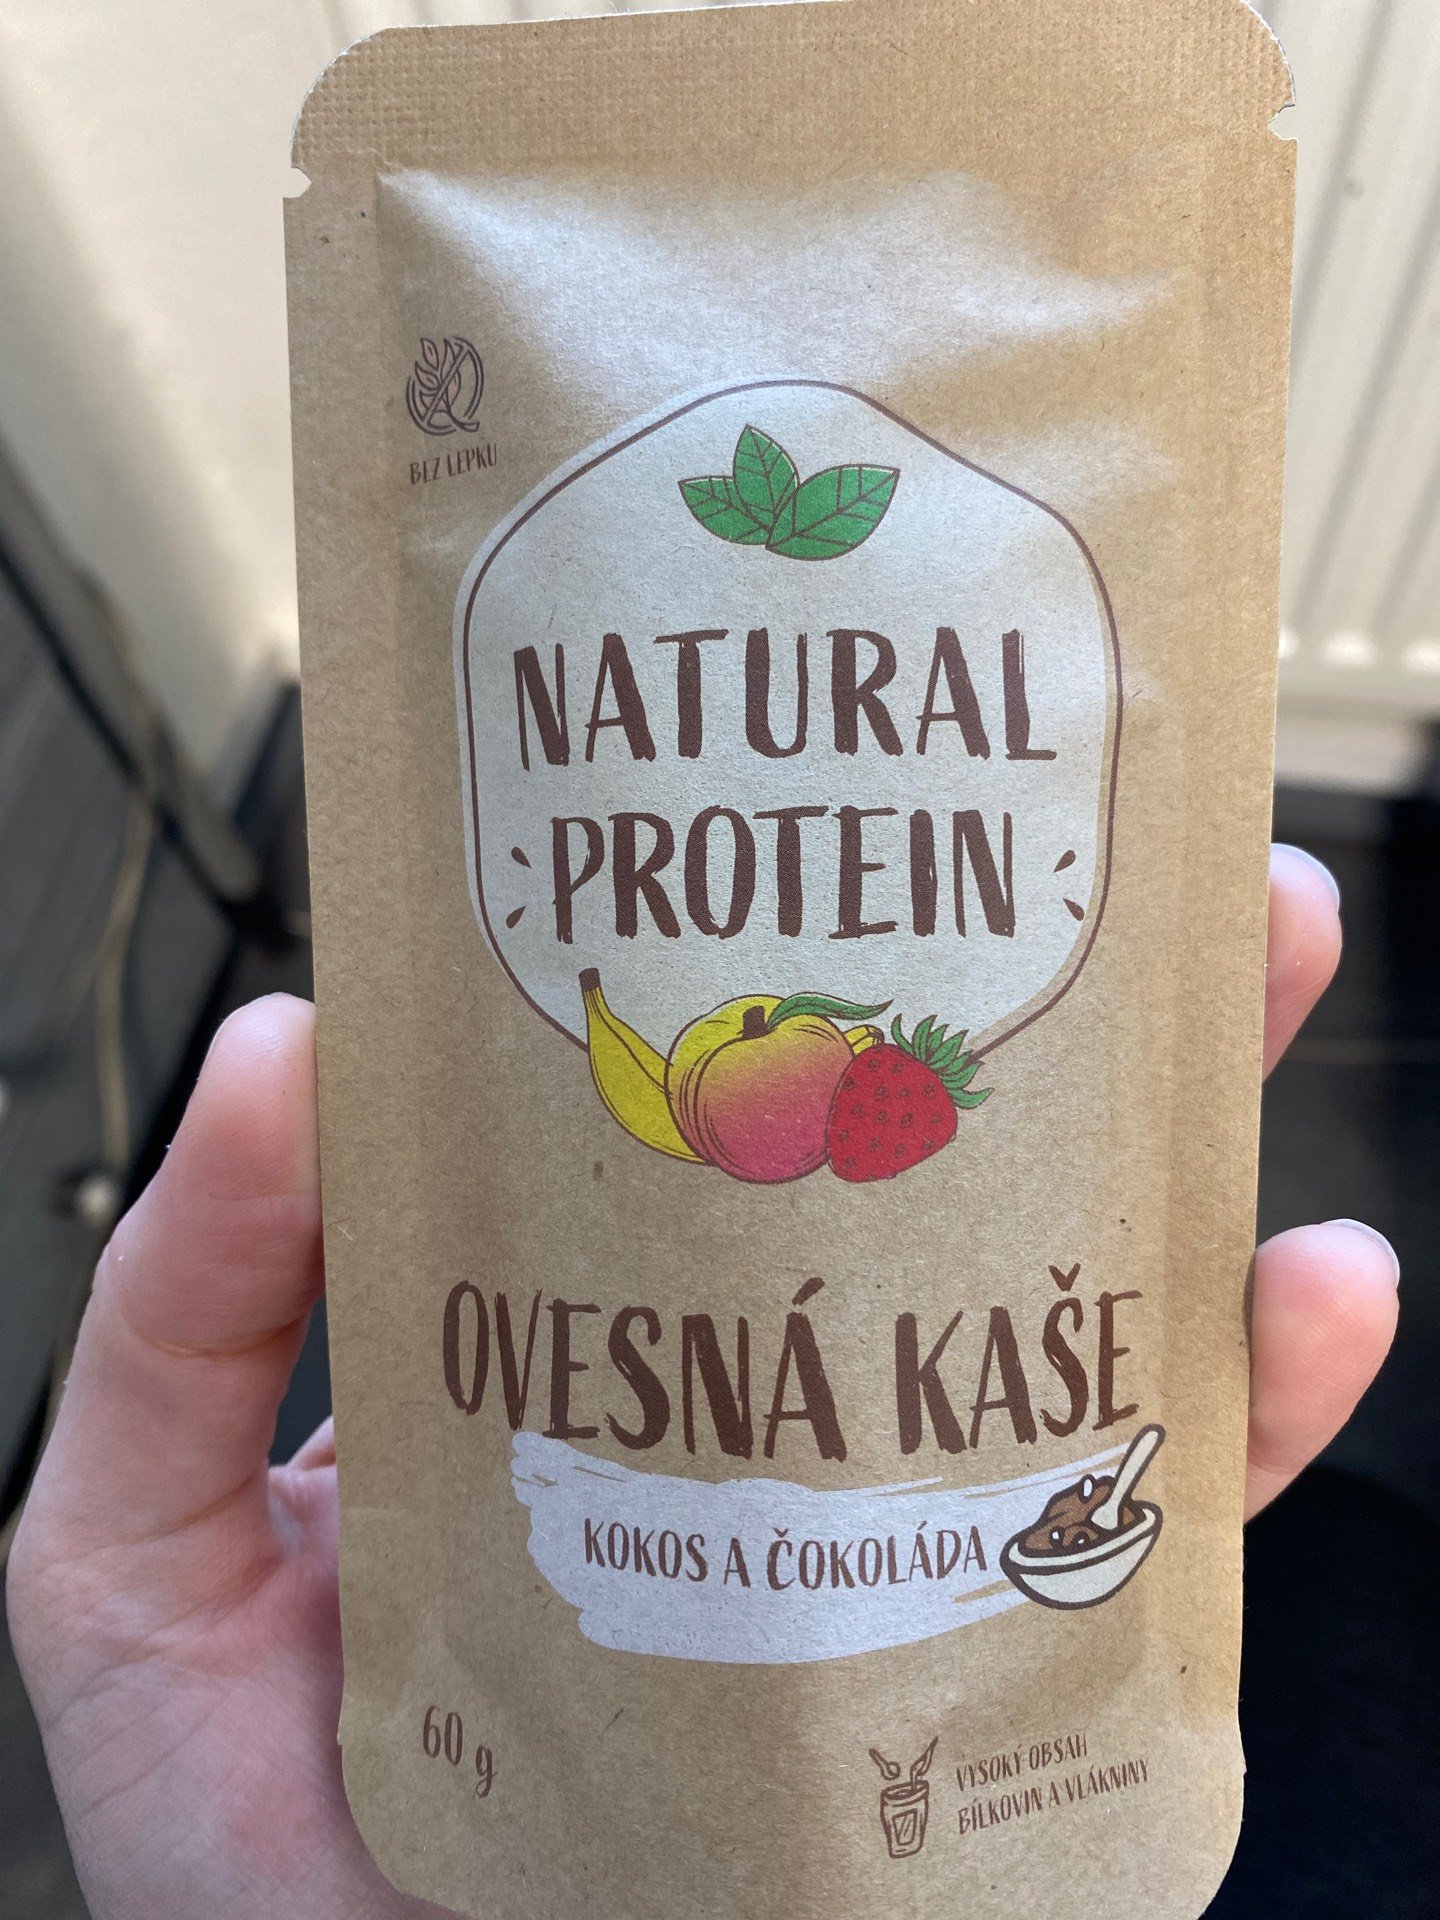 BEZ LEPKU
NATURAL
PROTEIN
OVESNÁ KAŠE
KOKOS A ČOKOLÁDA
60 g
VYSOKÝ OBSAH
BÍLKOVIN A VLÁKNINY